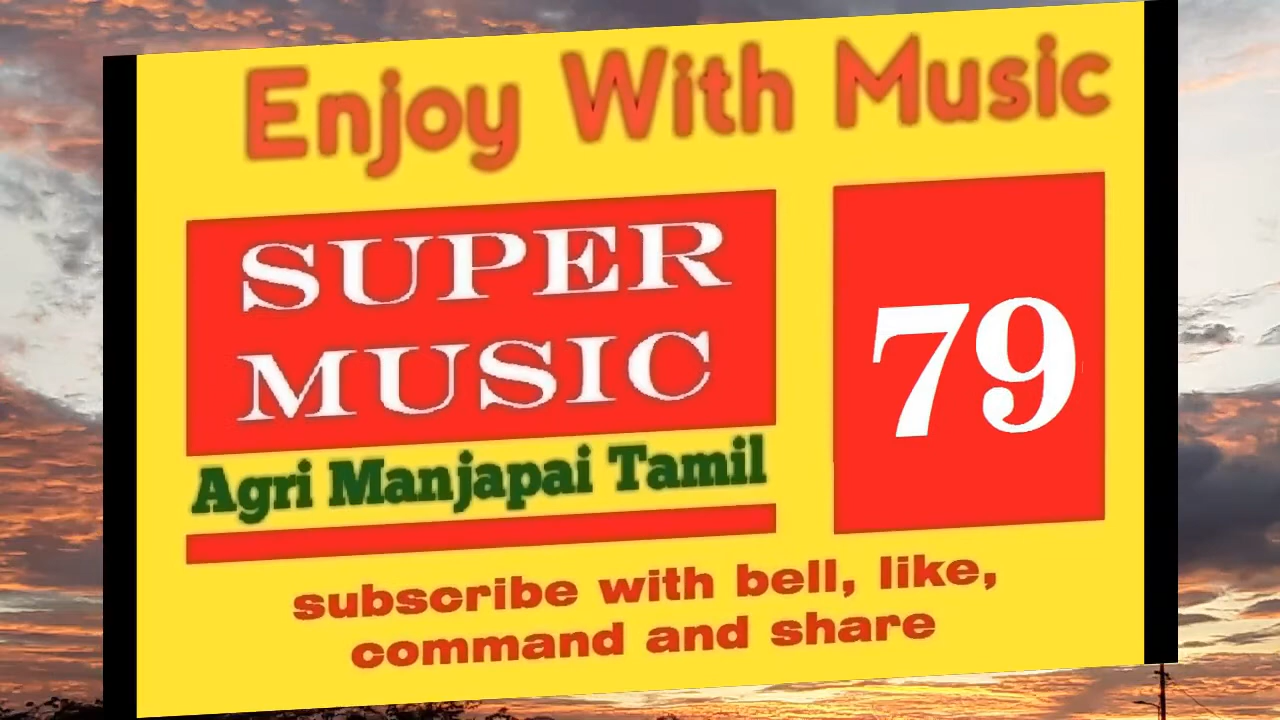 Enjoy With Music
SUPER
MUSIC
79
Agri Manjapai Tamil
subscribe with bell, like,
command and share